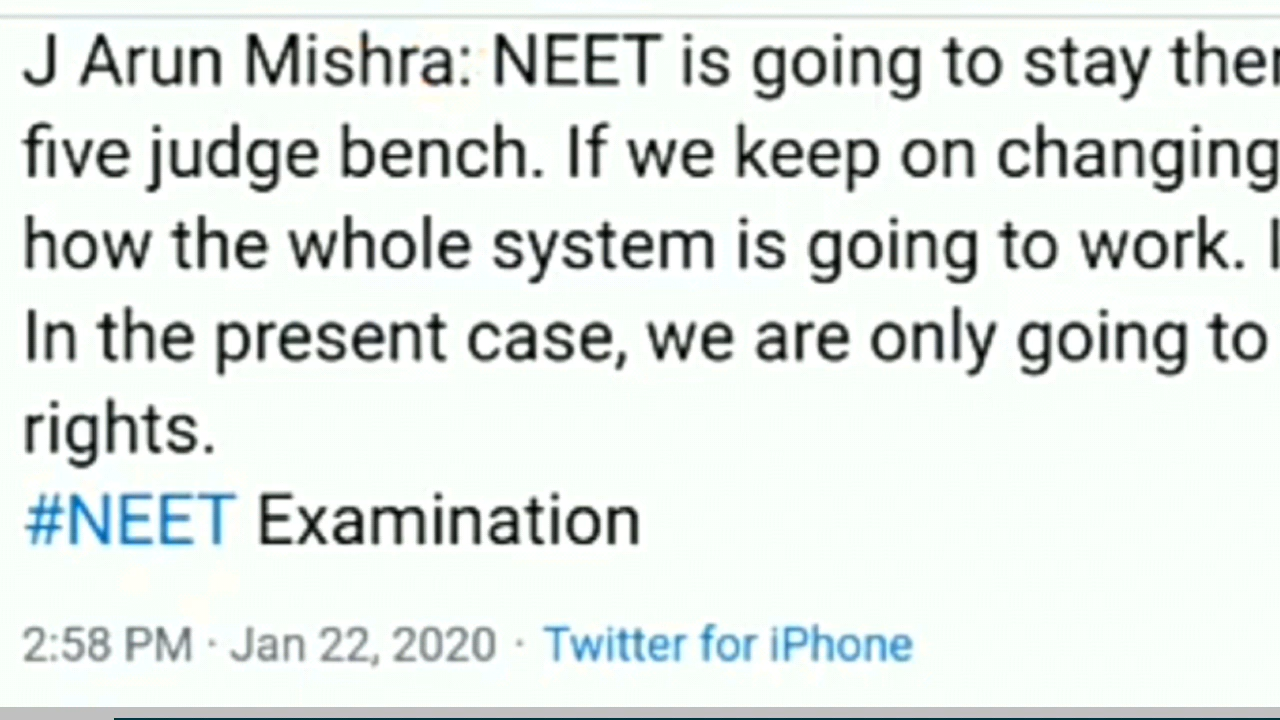 J Arun Mishra: NEET is going to stay
five judge bench. If we keep on changing
how the whole system is going to work.
In the present case, we are only going to
rights.
#NEET Examination
2:58 PM · Jan 22, 2020 · Twitter for iPhone